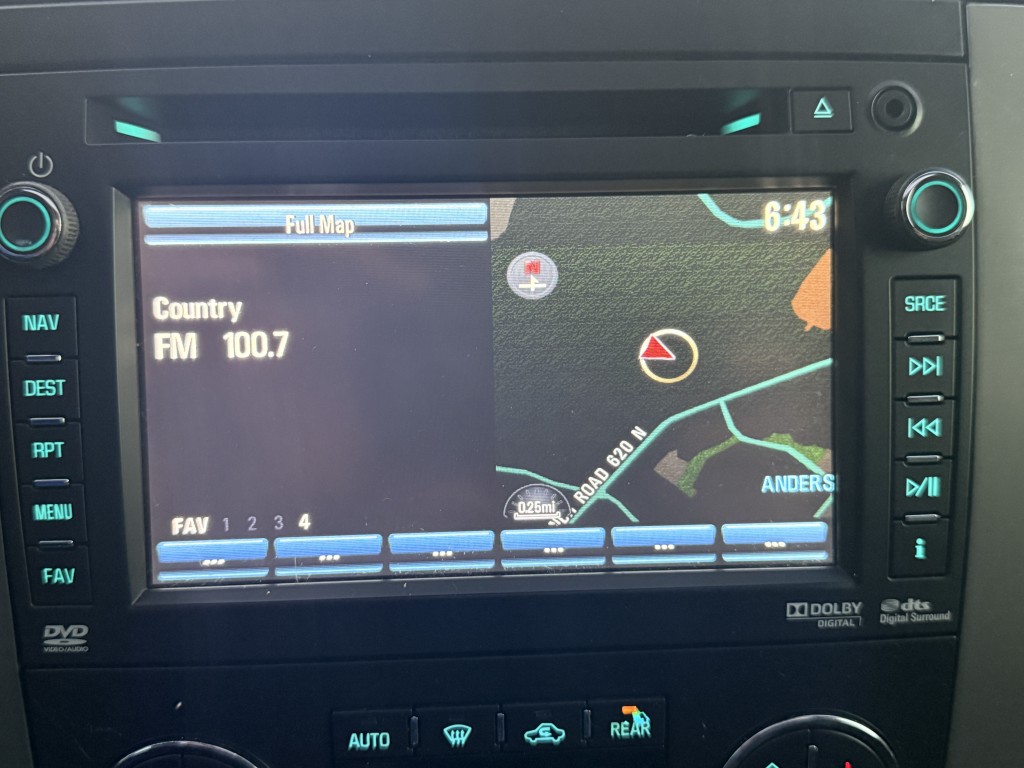 Full Map
6:43
N
Country
FM 100.7
ROAD 620 N
ANDERS
0.25mi
FAV 1 2 3 4
NAV
DEST
RPT
MENU
FAV
SRCE
i
DVD
VIDEO/AUDIO
DOLBY
DIGITAL
dts
Digital Surround
AUTO
REAR